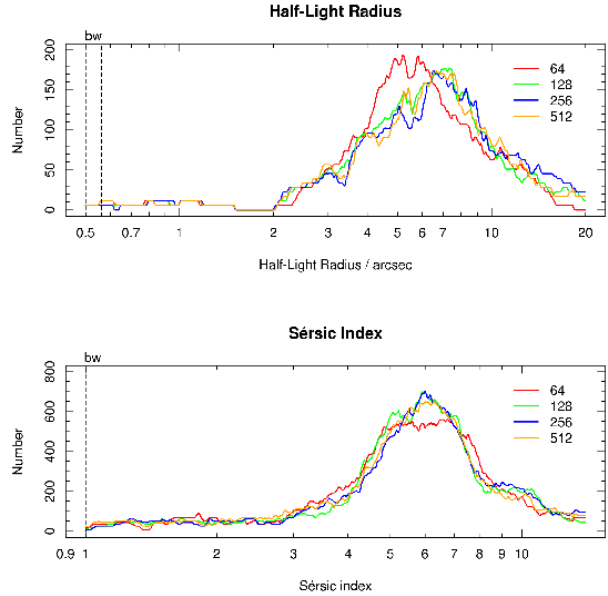 Half-Light Radius
bw
200
150
100
50
0
Number
64
128
256
512
0.5 0.7 1 2 3 4 5 6 7 10 20
Half-Light Radius / arcsec
Sérsic Index
bw
800
600
400
200
0
Number
64
128
256
512
0.9 1 2 3 4 5 6 7 8 9 10
Sérsic index